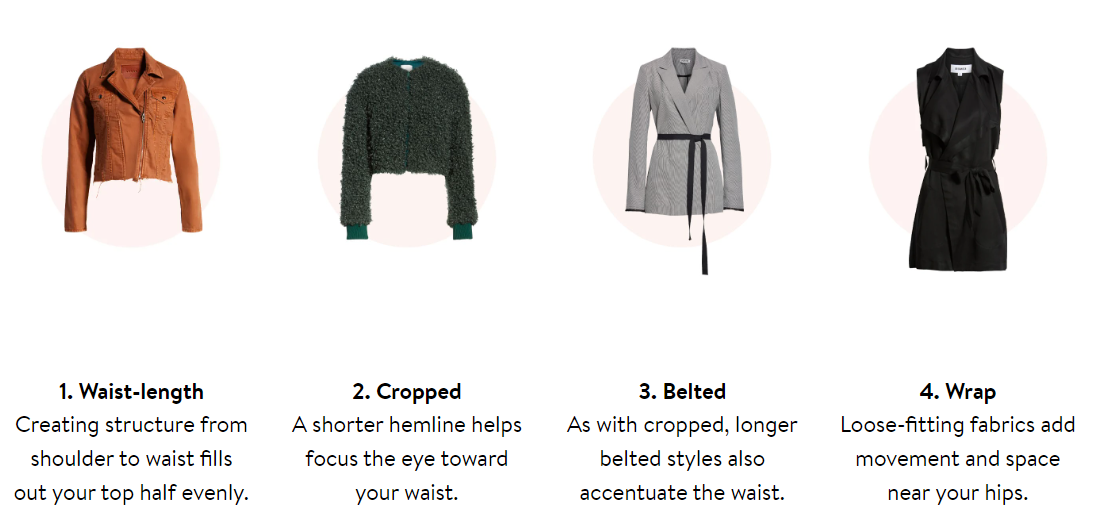 1. Waist-length
Creating structure from
shoulder to waist fills
out your top half evenly.
2. Cropped
A shorter hemline helps
focus the eye toward
your waist.
3. Belted
As with cropped, longer
belted styles also
accentuate the waist.
4. Wrap
Loose-fitting fabrics add
movement and space
near your hips.